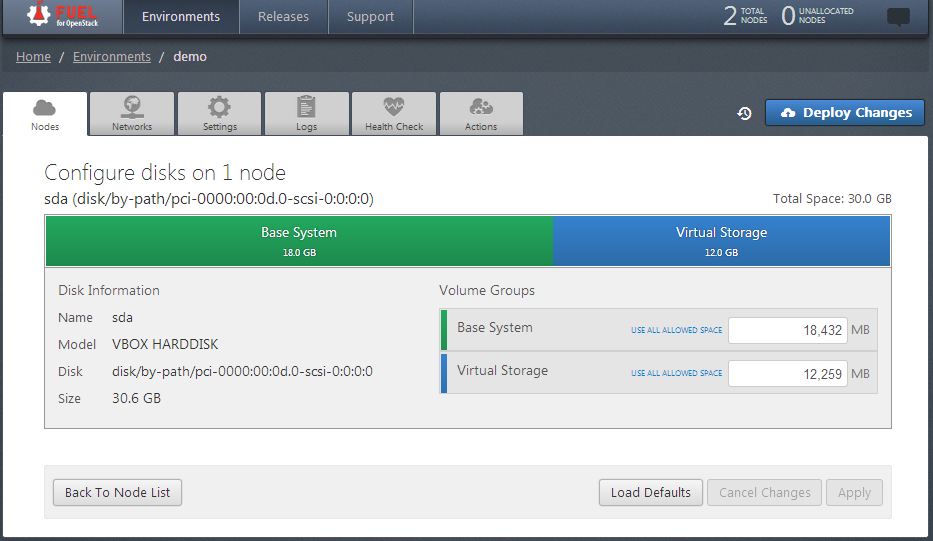 FUEL
for OpenStack
Environments
Releases
Support
2 TOTAL NODES
0 UNALLOCATED NODES
Home / Environments / demo
Nodes
Networks
Settings
Logs
Health Check
Actions
Deploy Changes
Configure disks on 1 node
sda (disk/by-path/pci-0000:00:0d.0-scsi-0:0:0:0)
Total Space: 30.0 GB
Base System
18.0 GB
Virtual Storage
12.0 GB
Disk Information
Name sda
Model VBOX HARDDISK
Disk disk/by-path/pci-0000:00:0d.0-scsi-0:0:0:0
Size 30.6 GB
Volume Groups
Base System USE ALL ALLOWED SPACE 18,432 MB
Virtual Storage USE ALL ALLOWED SPACE 12,259 MB
Back To Node List
Load Defaults
Cancel Changes
Apply